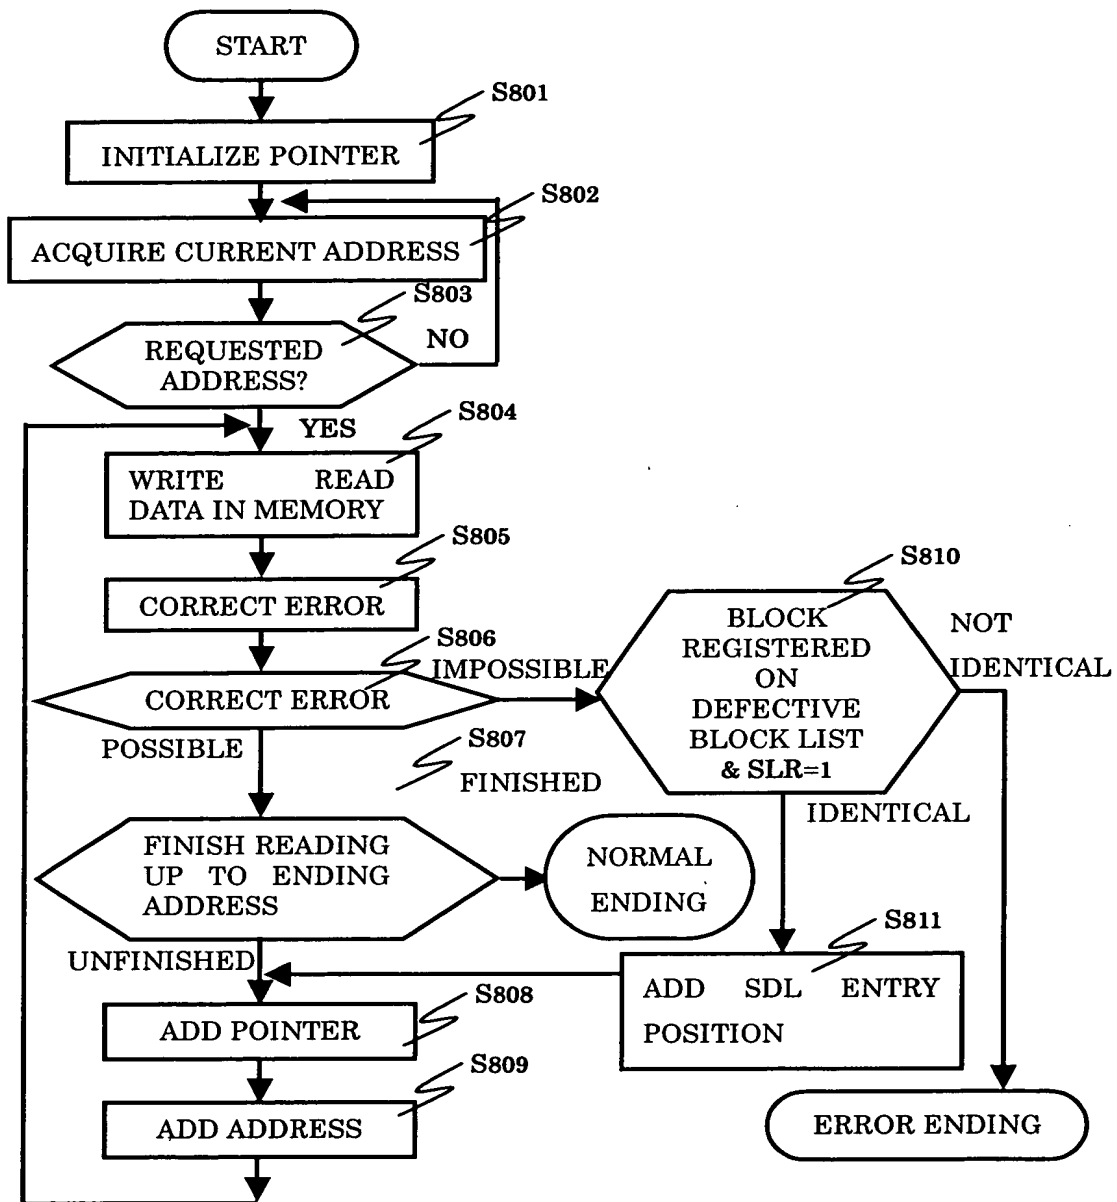 START
S801
INITIALIZE POINTER
S802
ACQUIRE CURRENT ADDRESS
S803
REQUESTED
ADDRESS?
NO
YES
S804
WRITE READ
DATA IN MEMORY
S805
CORRECT ERROR
S806
CORRECT ERROR
IMPOSSIBLE
POSSIBLE
S810
BLOCK
REGISTERED
ON
DEFECTIVE
BLOCK LIST
& SLR=1
NOT
IDENTICAL
IDENTICAL
S807
FINISHED
FINISH READING
UP TO ENDING
ADDRESS
NORMAL
ENDING
UNFINISHED
S811
ADD SDL ENTRY
POSITION
S808
ADD POINTER
S809
ADD ADDRESS
ERROR ENDING